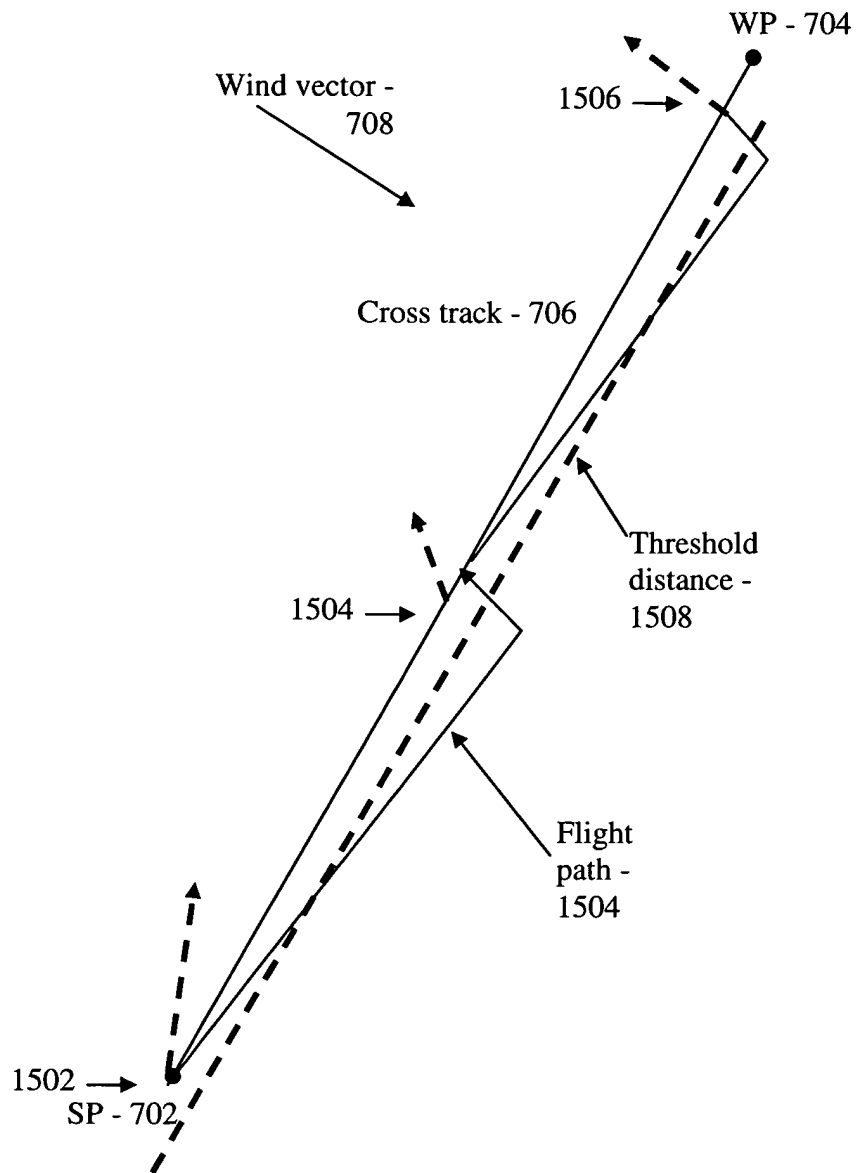 WP - 704
Wind vector -
708
1506
Cross track - 706
Threshold
distance -
1508
1504
Flight
path -
1504
1502
SP - 702